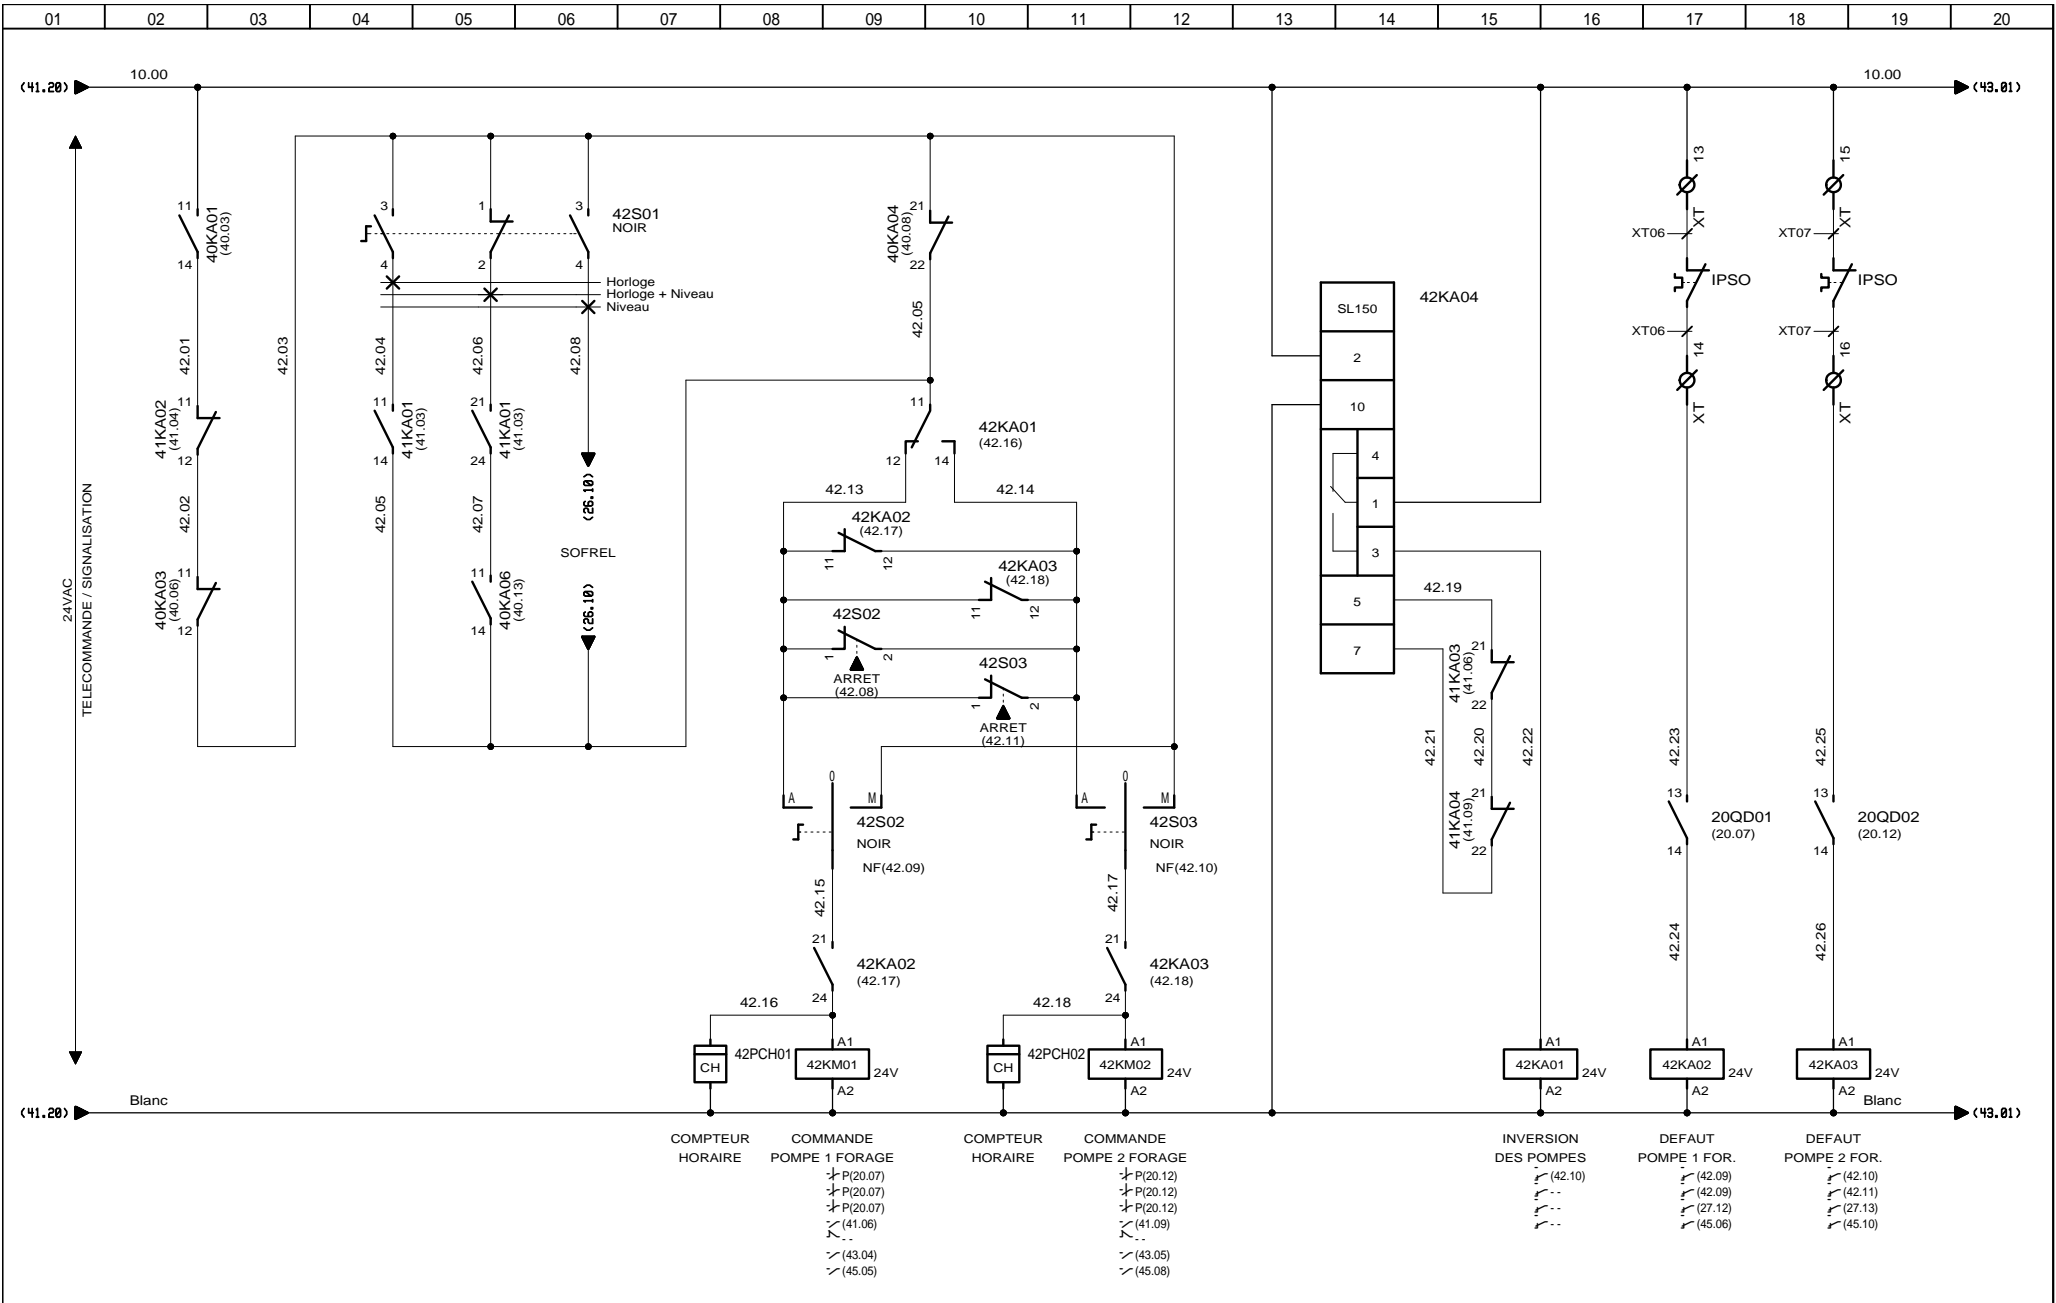 01 02 03 04 05 06 07 08 09 10 11 12 13 14 15 16 17 18 19 20
(41.20) 10.00 10.00 (43.01)
24VAC
TELECOMMANDE / SIGNALISATION
11
40KA01
(40.03)
14
42.01
11
41KA02
(41.04)
12
42.02
11
40KA03
(40.06)
12
42.03
3 1 3
42S01
NOIR
4 2 4
Horloge
Horloge + Niveau
Niveau
42.04 42.06 42.08
11
41KA01
(41.03)
14
42.05
21
41KA01
(41.03)
24
42.07
11
40KA06
(40.13)
14
(26.10)
SOFREL
(26.10)
21
40KA04
(40.08)
22
42.05
11
42KA01
(42.16)
12 14
42.13 42.14
42KA02
(42.17)
11 12
42KA03
(42.18)
11 12
42S02
1 2
ARRET
(42.08)
42S03
1 2
ARRET
(42.11)
A 0 M
42S02
NOIR
NF(42.09)
42.15
21
42KA02
(42.17)
24
42.16
42PCH01
CH
A1
42KM01
24V
A2
A 0 M
42S03
NOIR
NF(42.10)
42.17
21
42KA03
(42.18)
24
42.18
42PCH02
CH
A1
42KM02
24V
A2
42KA04
SL150
2
10
4
1
3
5
7
42.19
21
41KA03
(41.06)
22
42.21 42.20 42.22
21
41KA04
(41.09)
22
A1
42KA01
24V
A2
13
XT
XT06
IPSO
XT06
14
XT
42.23
13
20QD01
(20.07)
14
42.24
A1
42KA02
24V
A2
15
XT
XT07
IPSO
XT07
16
XT
42.25
13
20QD02
(20.12)
14
42.26
A1
42KA03
24V
A2
(41.20) Blanc Blanc (43.01)
COMPTEUR
HORAIRE
COMMANDE
POMPE 1 FORAGE
P(20.07)
P(20.07)
P(20.07)
(41.06)
- -
(43.04)
(45.05)
COMPTEUR
HORAIRE
COMMANDE
POMPE 2 FORAGE
P(20.12)
P(20.12)
P(20.12)
(41.09)
- -
(43.05)
(45.08)
INVERSION
DES POMPES
(42.10)
- -
- -
- -
DEFAUT
POMPE 1 FOR.
(42.09)
(42.09)
(27.12)
(45.06)
DEFAUT
POMPE 2 FOR.
(42.10)
(42.11)
(27.13)
(45.10)